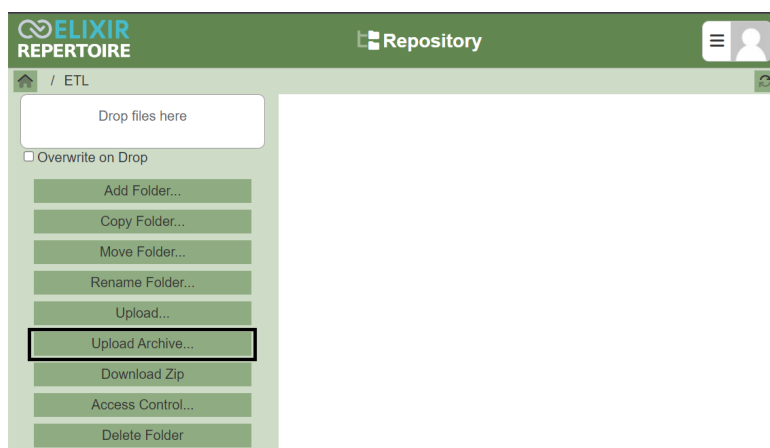 ELIXIR
REPERTOIRE
Repository
/ ETL
Drop files here
Overwrite on Drop
Add Folder...
Copy Folder...
Move Folder...
Rename Folder...
Upload...
Upload Archive...
Download Zip
Access Control...
Delete Folder